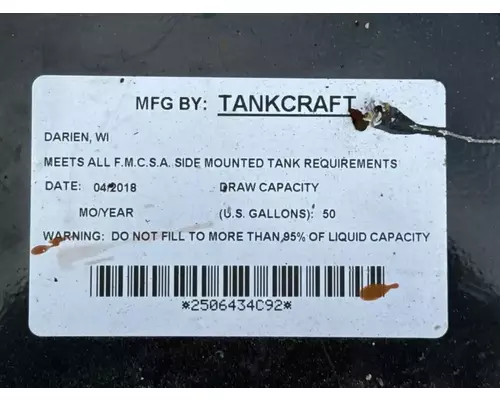 MFG BY: TANKCRAFT
DARIEN, WI
MEETS ALL F.M.C.S.A. SIDE MOUNTED TANK REQUIREMENTS
DATE: 04/2018 DRAW CAPACITY
MO/YEAR (U.S. GALLONS): 50
WARNING: DO NOT FILL TO MORE THAN 95% OF LIQUID CAPACITY
*2506434C92*